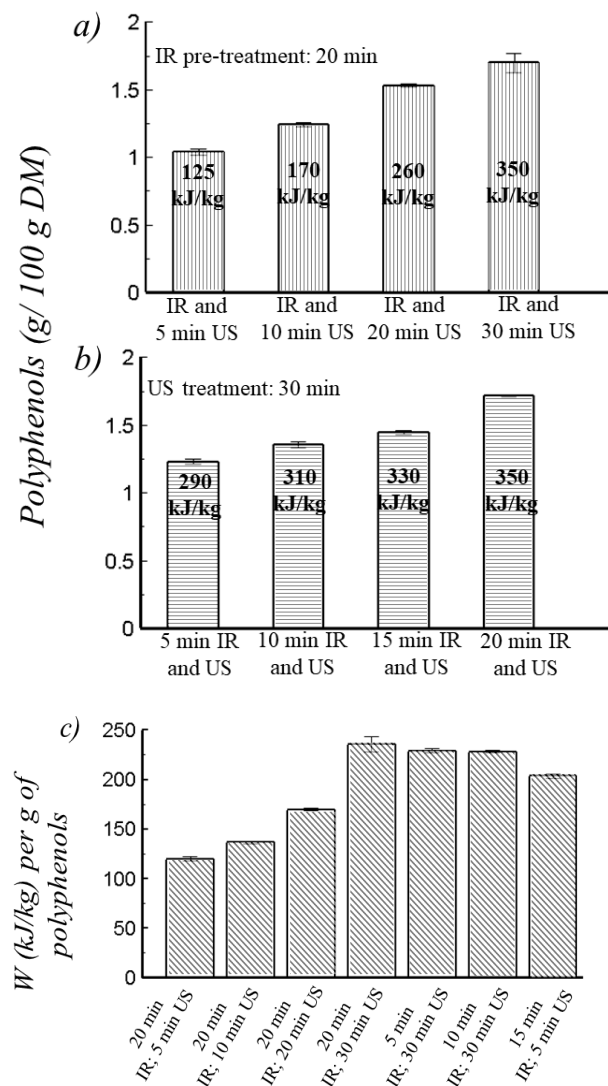 a)
2
1.5
1
0.5
0
IR pre-treatment: 20 min
125
kJ/kg
170
kJ/kg
260
kJ/kg
350
kJ/kg
IR and
5 min US
IR and
10 min US
IR and
20 min US
IR and
30 min US
Polyphenols (g/ 100 g DM)
b)
2
1.5
1
0.5
0
US treatment: 30 min
290
kJ/kg
310
kJ/kg
330
kJ/kg
350
kJ/kg
5 min IR
and US
10 min IR
and US
15 min IR
and US
20 min IR
and US
c)
W (kJ/kg) per g of
polyphenols
250
200
150
100
50
0
20 min
IR; 5 min US
20 min
IR; 10 min US
20 min
IR; 20 min US
20 min
IR; 30 min US
5 min
IR; 30 min US
10 min
IR; 30 min US
15 min
IR; 5 min US